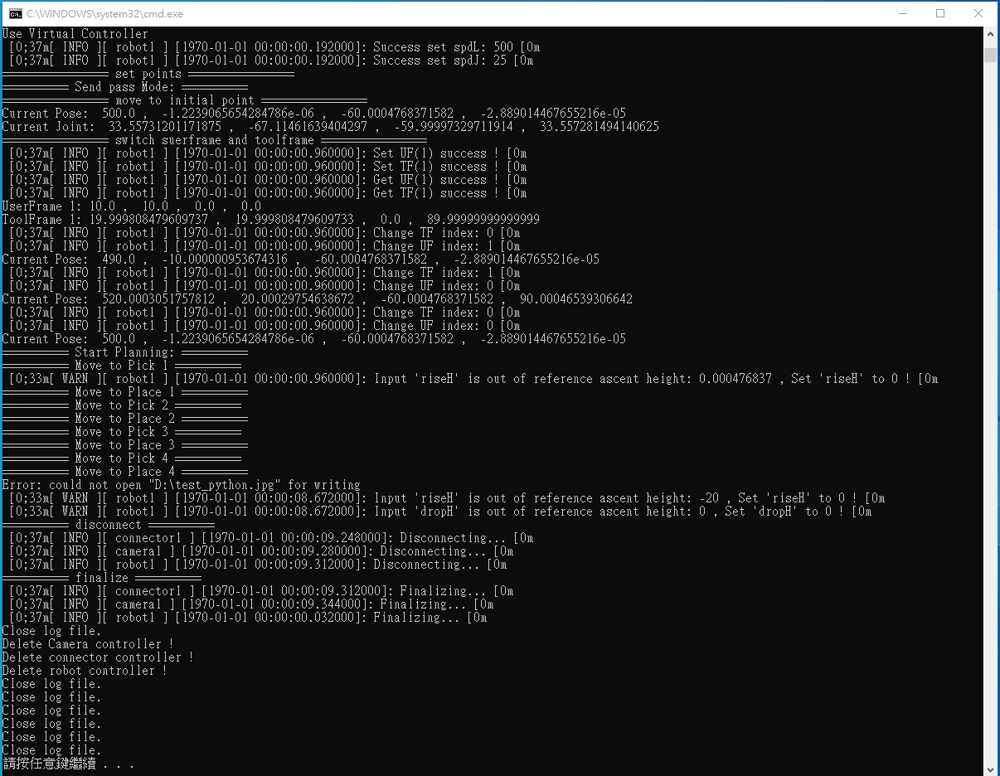 C:\WINDOWS\system32\cmd.exe
Use Virtual Controller
[0;37m[ INFO ][ robot1 ] [1970-01-01 00:00:00.192000]: Success set spdL: 500 [0m
[0;37m[ INFO ][ robot1 ] [1970-01-01 00:00:00.192000]: Success set spdJ: 25 [0m
================ set points ================
========== Send pass Mode: ==========
================ move to initial point ================
Current Pose:  500.0 ,  -1.2239065654284786e-06 ,  -60.0004768371582 ,  -2.889014467655216e-05
Current Joint:  33.55731201171875 ,  -67.11461639404297 ,  -59.99997329711914 ,  33.557281494140625
================ switch suerframe and toolframe ================
[0;37m[ INFO ][ robot1 ] [1970-01-01 00:00:00.960000]: Set UF(1) success ! [0m
[0;37m[ INFO ][ robot1 ] [1970-01-01 00:00:00.960000]: Set TF(1) success ! [0m
[0;37m[ INFO ][ robot1 ] [1970-01-01 00:00:00.960000]: Get UF(1) success ! [0m
[0;37m[ INFO ][ robot1 ] [1970-01-01 00:00:00.960000]: Get TF(1) success ! [0m
UserFrame 1: 10.0 ,  10.0 ,  0.0 ,  0.0
ToolFrame 1: 19.999808479609737 ,  19.999808479609733 ,  0.0 ,  89.99999999999999
[0;37m[ INFO ][ robot1 ] [1970-01-01 00:00:00.960000]: Change TF index: 0 [0m
[0;37m[ INFO ][ robot1 ] [1970-01-01 00:00:00.960000]: Change UF index: 1 [0m
Current Pose:  490.0 ,  -10.000000953674316 ,  -60.0004768371582 ,  -2.889014467655216e-05
[0;37m[ INFO ][ robot1 ] [1970-01-01 00:00:00.960000]: Change TF index: 1 [0m
[0;37m[ INFO ][ robot1 ] [1970-01-01 00:00:00.960000]: Change UF index: 0 [0m
Current Pose:  520.0003051757812 ,  20.00029754638672 ,  -60.0004768371582 ,  90.00046539306642
[0;37m[ INFO ][ robot1 ] [1970-01-01 00:00:00.960000]: Change TF index: 0 [0m
[0;37m[ INFO ][ robot1 ] [1970-01-01 00:00:00.960000]: Change UF index: 0 [0m
Current Pose:  500.0 ,  -1.2239065654284786e-06 ,  -60.0004768371582 ,  -2.889014467655216e-05
========== Start Planning: ==========
========== Move to Pick 1 ==========
[0;33m[ WARN ][ robot1 ] [1970-01-01 00:00:00.960000]: Input 'riseH' is out of reference ascent height: 0.000476837 , Set 'riseH' to 0 ! [0m
========== Move to Place 1 ==========
========== Move to Pick 2 ==========
========== Move to Place 2 ==========
========== Move to Pick 3 ==========
========== Move to Place 3 ==========
========== Move to Pick 4 ==========
========== Move to Place 4 ==========
Error: could not open "D:\test_python.jpg" for writing
[0;33m[ WARN ][ robot1 ] [1970-01-01 00:00:08.672000]: Input 'riseH' is out of reference ascent height: -20 , Set 'riseH' to 0 ! [0m
[0;33m[ WARN ][ robot1 ] [1970-01-01 00:00:08.672000]: Input 'dropH' is out of reference ascent height: 0 , Set 'dropH' to 0 ! [0m
========== disconnect ==========
[0;37m[ INFO ][ connector1 ] [1970-01-01 00:00:09.248000]: Disconnecting... [0m
[0;37m[ INFO ][ camera1 ] [1970-01-01 00:00:09.280000]: Disconnecting... [0m
[0;37m[ INFO ][ robot1 ] [1970-01-01 00:00:09.312000]: Disconnecting... [0m
========== finalize ==========
[0;37m[ INFO ][ connector1 ] [1970-01-01 00:00:09.312000]: Finalizing... [0m
[0;37m[ INFO ][ camera1 ] [1970-01-01 00:00:09.344000]: Finalizing... [0m
[0;37m[ INFO ][ robot1 ] [1970-01-01 00:00:00.032000]: Finalizing... [0m
Close log file.
Delete Camera controller !
Delete connector controller !
Delete robot controller !
Close log file.
Close log file.
Close log file.
Close log file.
Close log file.
Close log file.
請按任意鍵繼續 . . .